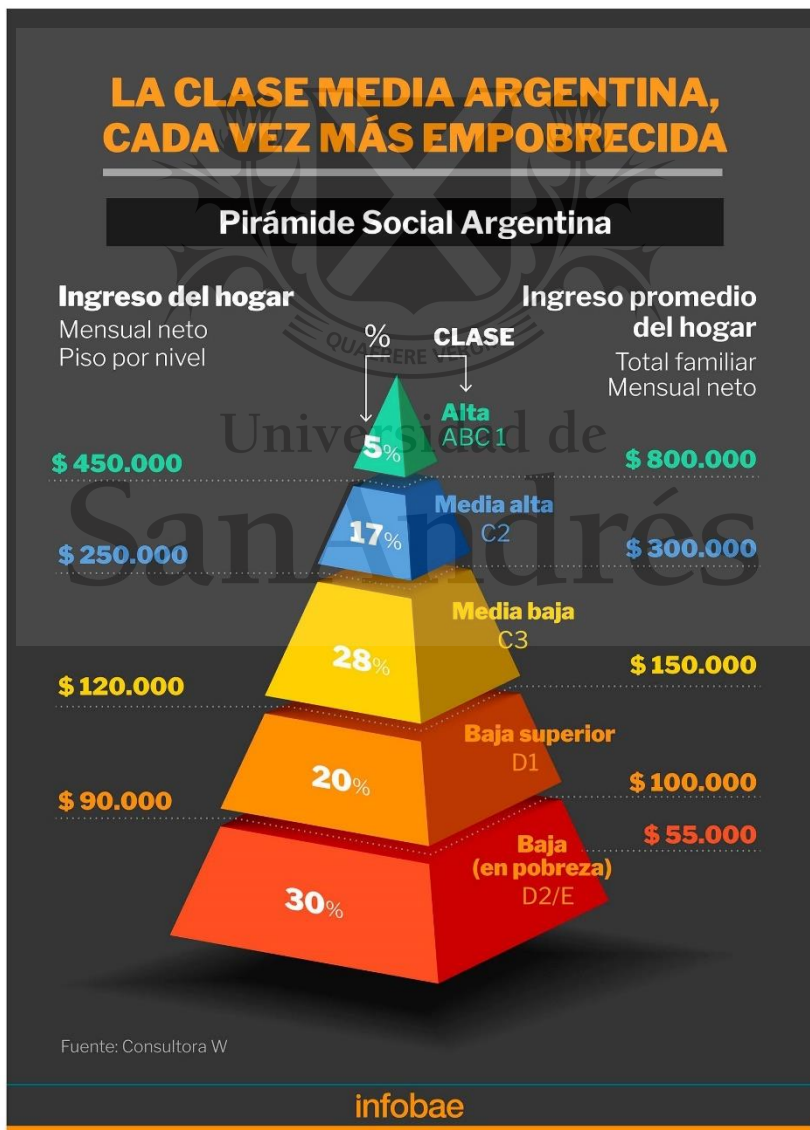 LA CLASE MEDIA ARGENTINA,
CADA VEZ MÁS EMPOBRECIDA
Pirámide Social Argentina
Ingreso del hogar
Mensual neto
Piso por nivel
%
CLASE
Ingreso promedio
del hogar
Total familiar
Mensual neto
QUAERERE VERUM
Universidad de
SanAndrés
$ 450.000
5%
Alta
ABC 1
$ 800.000
$ 250.000
17%
Media alta
C2
$ 300.000
$ 120.000
28%
Media baja
C3
$ 150.000
$ 90.000
20%
Baja superior
D1
$ 100.000
30%
Baja
(en pobreza)
D2/E
$ 55.000
Fuente: Consultora W
infobae